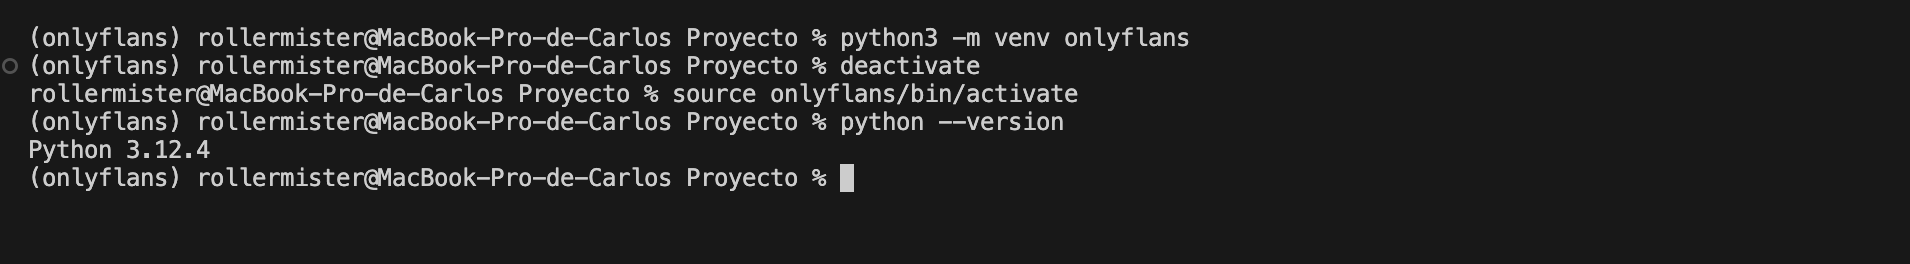 (onlyflans) rollermister@MacBook-Pro-de-Carlos Proyecto % python3 -m venv onlyflans
(onlyflans) rollermister@MacBook-Pro-de-Carlos Proyecto % deactivate
rollermister@MacBook-Pro-de-Carlos Proyecto % source onlyflans/bin/activate
(onlyflans) rollermister@MacBook-Pro-de-Carlos Proyecto % python --version
Python 3.12.4
(onlyflans) rollermister@MacBook-Pro-de-Carlos Proyecto %